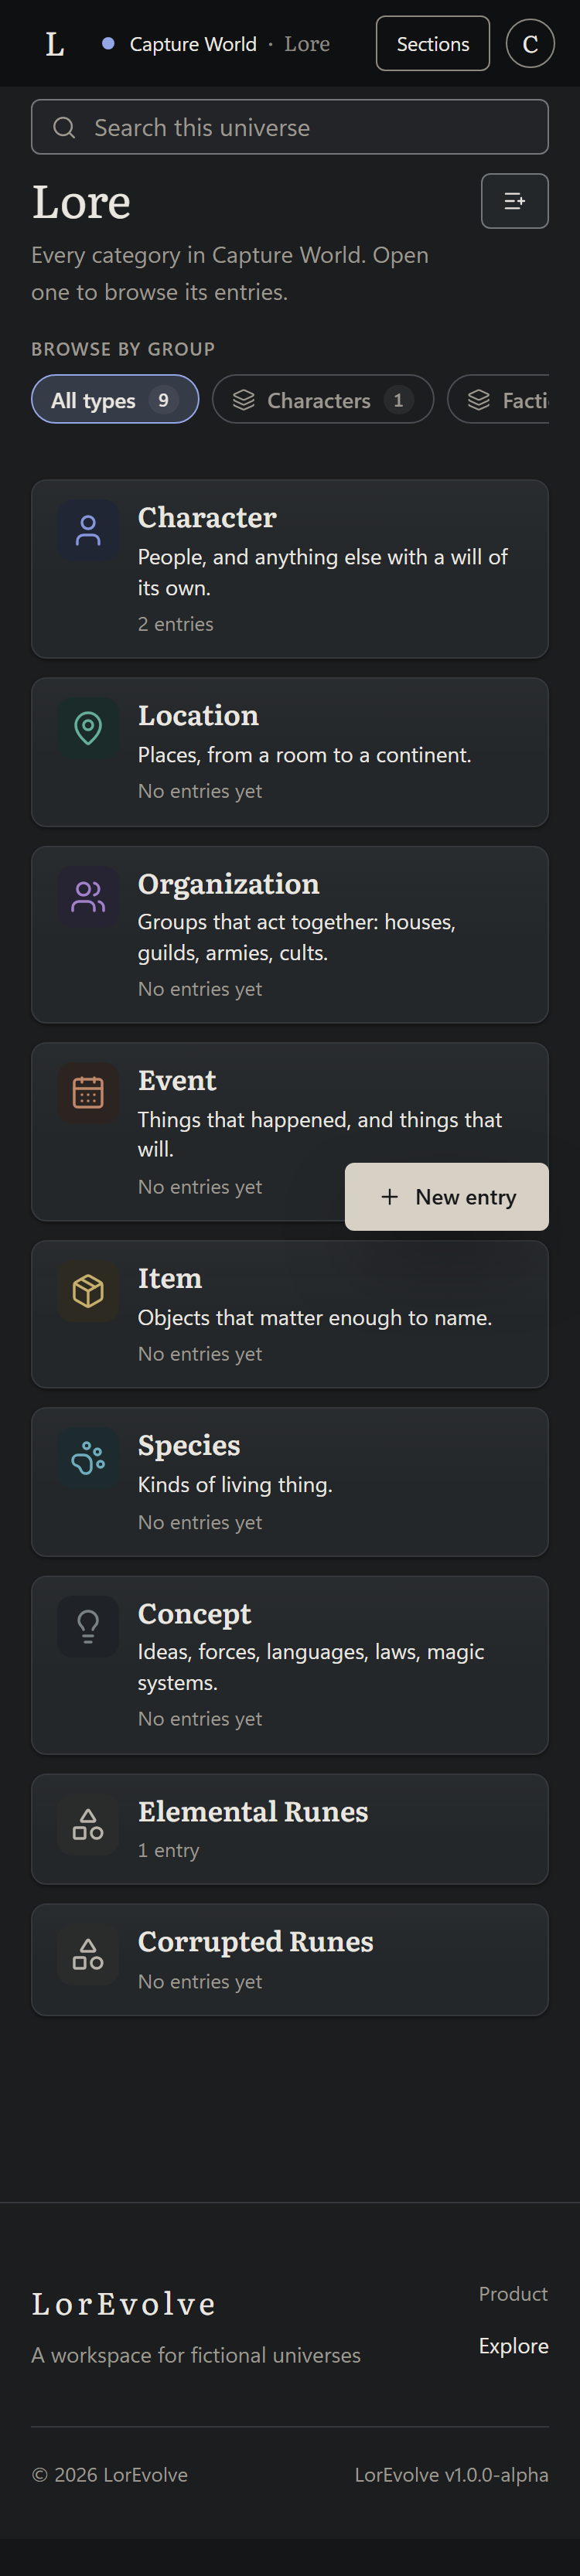 L Capture World · Lore Sections C
Search this universe
Lore
Every category in Capture World. Open
one to browse its entries.
BROWSE BY GROUP
All types 9 Characters 1 Facti
Character
People, and anything else with a will of
its own.
2 entries
Location
Places, from a room to a continent.
No entries yet
Organization
Groups that act together: houses,
guilds, armies, cults.
No entries yet
Event
Things that happened, and things that
will.
No entries yet
New entry
Item
Objects that matter enough to name.
No entries yet
Species
Kinds of living thing.
No entries yet
Concept
Ideas, forces, languages, laws, magic
systems.
No entries yet
Elemental Runes
1 entry
Corrupted Runes
No entries yet
LorEvolve
A workspace for fictional universes
Product
Explore
© 2026 LorEvolve
LorEvolve v1.0.0-alpha